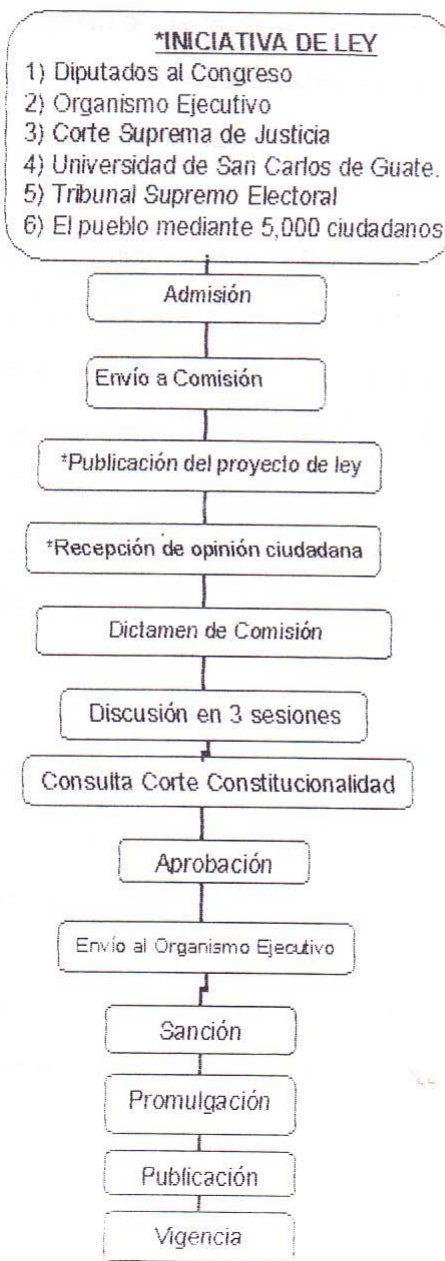 *INICIATIVA DE LEY
1) Diputados al Congreso
2) Organismo Ejecutivo
3) Corte Suprema de Justicia
4) Universidad de San Carlos de Guate.
5) Tribunal Supremo Electoral
6) El pueblo mediante 5,000 ciudadanos
Admisión
Envío a Comisión
*Publicación del proyecto de ley
*Recepción de opinión ciudadana
Dictamen de Comisión
Discusión en 3 sesiones
Consulta Corte Constitucionalidad
Aprobación
Envío al Organismo Ejecutivo
Sanción
Promulgación
Publicación
Vigencia